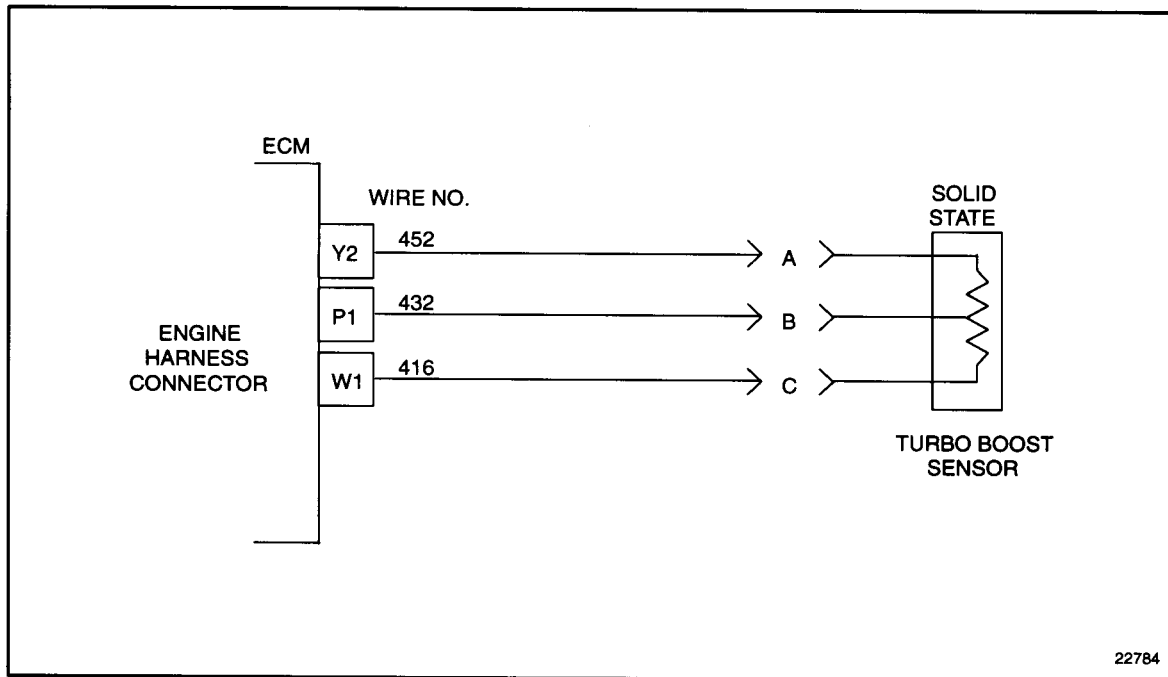 ECM
WIRE NO.
SOLID
STATE
Y2
452
A
P1
432
B
W1
416
C
ENGINE
HARNESS
CONNECTOR
TURBO BOOST
SENSOR
22784